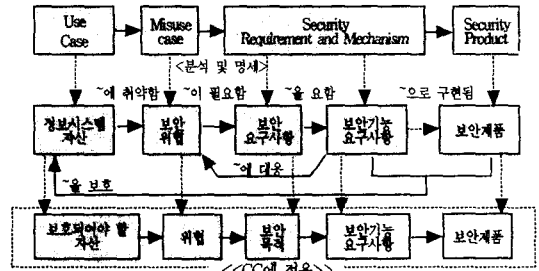 Use
Case
Misuse
case
Security
Requirement and Mechanism
Security
Product
<분석 및 명세>
~에 취약함
~이 필요함
~을 요함
~으로 구현됨
정보시스템
자산
보안
위협
보안
요구사항
보안기능
요구사항
보안제품
~에 대응
~을 보호
보호되어야 할
자산
위협
보안
목적
보안기능
요구사항
보안제품
<<CC에 적용>>